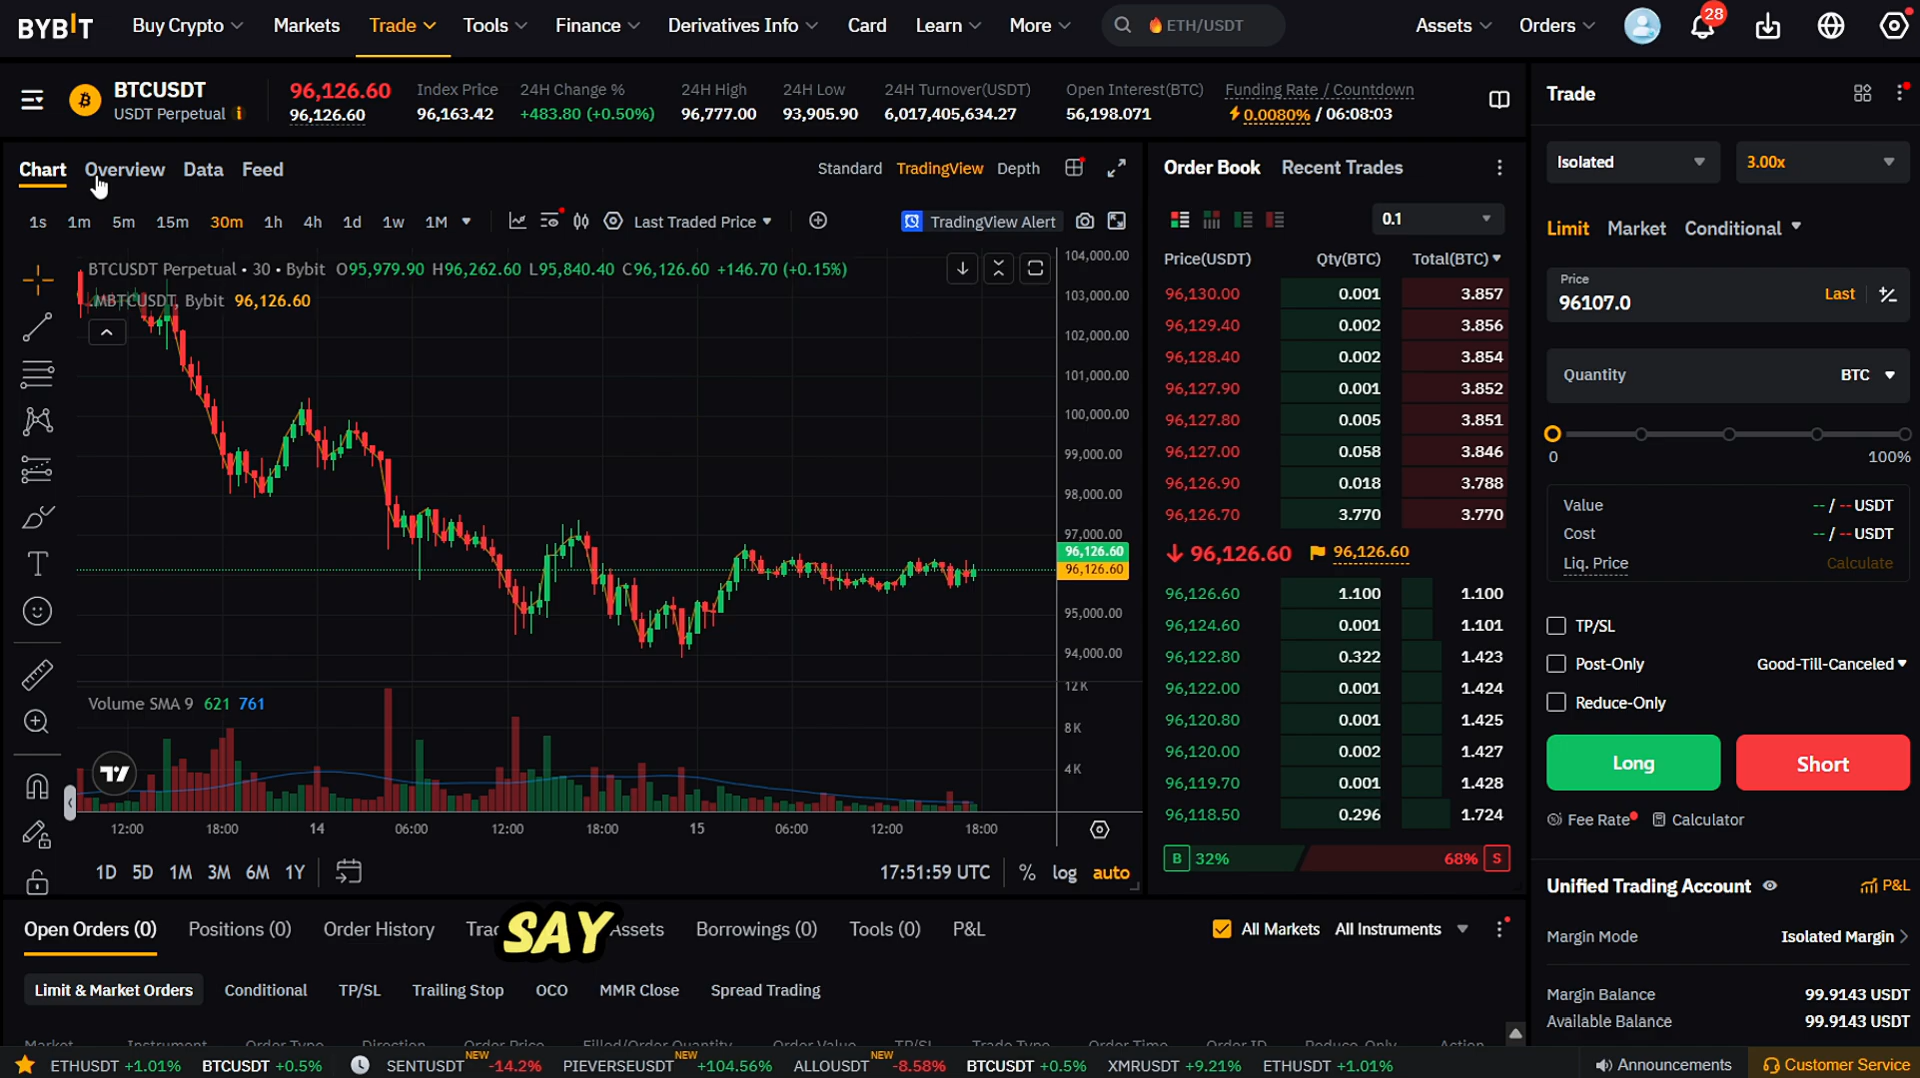 BYBIT
Buy Crypto
Markets
Trade
Tools
Finance
Derivatives Info
Card
Learn
More
ETH/USDT
Assets
Orders
28
BTCUSDT
USDT Perpetual
96,126.60
96,126.60
Index Price
96,163.42
24H Change %
+483.80 (+0.50%)
24H High
96,777.00
24H Low
93,905.90
24H Turnover(USDT)
6,017,405,634.27
Open Interest(BTC)
56,198.071
Funding Rate / Countdown
0.0080% / 06:08:03
Chart
Overview
Data
Feed
Standard
TradingView
Depth
1s
1m
5m
15m
30m
1h
4h
1d
1w
1M
Last Traded Price
TradingView Alert
BTCUSDT Perpetual • 30 • Bybit O95,979.90 H96,262.60 L95,840.40 C96,126.60 +146.70 (+0.15%)
.MBTCUSDT, Bybit 96,126.60
104,000.00
103,000.00
102,000.00
101,000.00
100,000.00
99,000.00
98,000.00
97,000.00
96,126.60
96,126.60
95,000.00
94,000.00
12K
8K
4K
Volume SMA 9 621 761
12:00
18:00
14
06:00
12:00
18:00
15
06:00
12:00
18:00
1D
5D
1M
3M
6M
1Y
17:51:59 UTC
%
log
auto
Order Book
Recent Trades
0.1
Price(USDT)
Qty(BTC)
Total(BTC)
96,130.00 0.001 3.857
96,129.40 0.002 3.856
96,128.40 0.002 3.854
96,127.90 0.001 3.852
96,127.80 0.005 3.851
96,127.00 0.058 3.846
96,126.90 0.018 3.788
96,126.70 3.770 3.770
96,126.60
96,126.60
96,126.60 1.100 1.100
96,124.60 0.001 1.101
96,122.80 0.322 1.423
96,122.00 0.001 1.424
96,120.80 0.001 1.425
96,120.00 0.002 1.427
96,119.70 0.001 1.428
96,118.50 0.296 1.724
B 32%
68% S
Trade
Isolated
3.00x
Limit
Market
Conditional
Price
96107.0
Last
Quantity
BTC
0
100%
Value
-- / -- USDT
Cost
-- / -- USDT
Liq. Price
Calculate
TP/SL
Post-Only
Good-Till-Canceled
Reduce-Only
Long
Short
Fee Rate
Calculator
Unified Trading Account
P&L
Margin Mode
Isolated Margin
Margin Balance
99.9143 USDT
Available Balance
99.9143 USDT
Open Orders (0)
Positions (0)
Order History
SAY
Assets
Borrowings (0)
Tools (0)
P&L
All Markets
All Instruments
Limit & Market Orders
Conditional
TP/SL
Trailing Stop
OCO
MMR Close
Spread Trading
ETHUSDT +1.01%
BTCUSDT +0.5%
SENTUSDT NEW -14.2%
PIEVERSEUSDT NEW +104.56%
ALLOUSDT NEW -8.58%
BTCUSDT +0.5%
XMRUSDT +9.21%
ETHUSDT +1.01%
Announcements
Customer Service